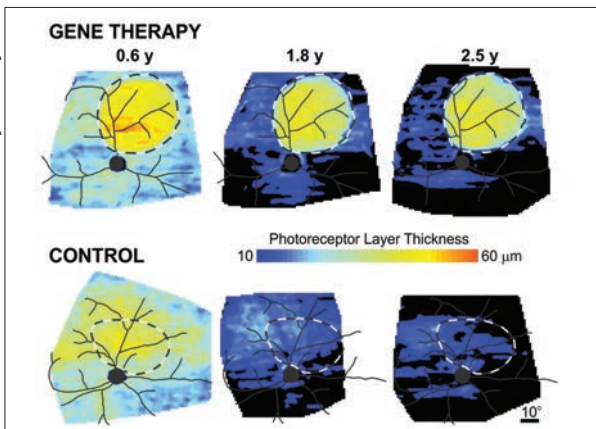 GENE THERAPY
0.6 y 1.8 y 2.5 y
CONTROL
Photoreceptor Layer Thickness
10 60 μm
10°